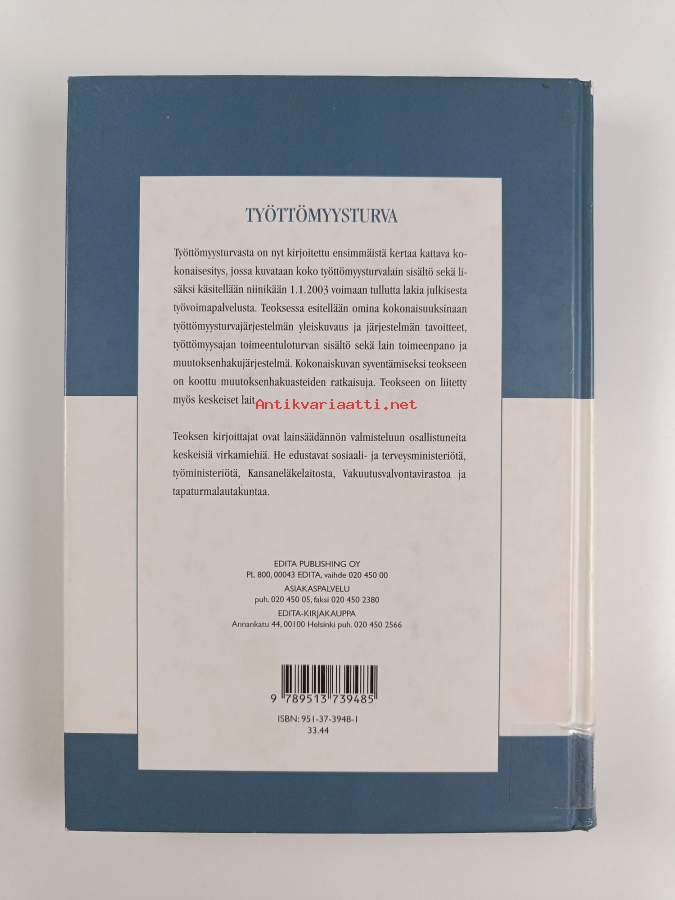 TYÖTTÖMYYSTURVA
Työttömyysturvasta on nyt kirjoitettu ensimmäistä kertaa kattava ko-
konaisesitys, jossa kuvataan koko työttömyysturvalain sisältö sekä li-
säksi käsitellään niinikään 1.1.2003 voimaan tullutta lakia julkisesta
työvoimapalvelusta. Teoksessa esitellään omina kokonaisuuksinaan
työttömyysturvajärjestelmän yleiskuvaus ja järjestelmän tavoitteet,
työttömyysajan toimeentuloturvan sisältö sekä lain toimeenpano ja
muutoksenhakujärjestelmä. Kokonaiskuvan syventämiseksi teokseen
on koottu muutoksenhakuasteiden ratkaisuja. Teokseen on liitetty
myös keskeiset lait.
Antikvariaatti.net
Teoksen kirjoittajat ovat lainsäädännön valmisteluun osallistuneita
keskeisiä virkamiehiä. He edustavat sosiaali- ja terveysministeriötä,
työministeriötä, Kansaneläkelaitosta, Vakuutusvalvontavirastoa ja
tapaturmalautakuntaa.
EDITA PUBLISHING OY
PL 800, 00043 EDITA, vaihde 020 450 00
ASIAKASPALVELU
puh. 020 450 05, faksi 020 450 2380
EDITA-KIRJAKAUPPA
Annankatu 44, 00100 Helsinki puh. 020 450 2566
9 789513 739485
ISBN: 951-37-3948-1
33.44